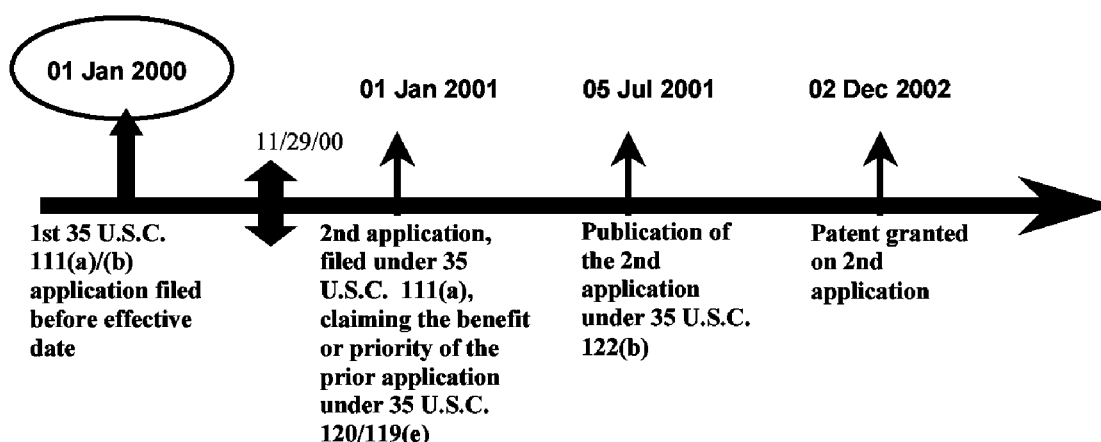 01 Jan 2000
01 Jan 2001
05 Jul 2001
02 Dec 2002
11/29/00
1st 35 U.S.C.
111(a)/(b)
application filed
before effective
date
2nd application,
filed under 35
U.S.C. 111(a),
claiming the benefit
or priority of the
prior application
under 35 U.S.C.
120/119(e)
Publication of
the 2nd
application
under 35 U.S.C.
122(b)
Patent granted
on 2nd
application